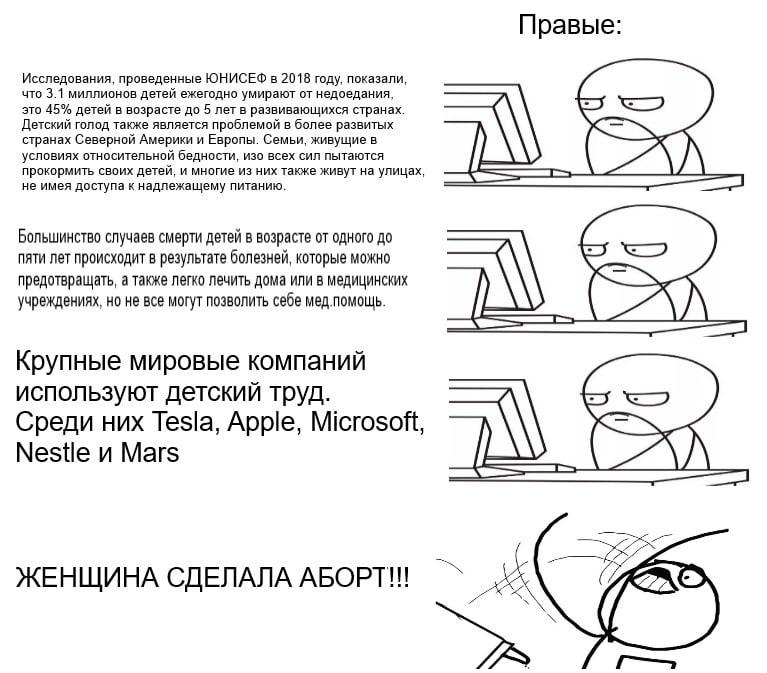 Правые:
Исследования, проведенные ЮНИСЕФ в 2018 году, показали,
что 3.1 миллионов детей ежегодно умирают от недоедания,
это 45% детей в возрасте до 5 лет в развивающихся странах.
Детский голод также является проблемой в более развитых
странах Северной Америки и Европы. Семьи, живущие в
условиях относительной бедности, изо всех сил пытаются
прокормить своих детей, и многие из них также живут на улицах,
не имея доступа к надлежащему питанию.
Большинство случаев смерти детей в возрасте от одного до
пяти лет происходит в результате болезней, которые можно
предотвращать, а также легко лечить дома или в медицинских
учреждениях, но не все могут позволить себе мед.помощь.
Крупные мировые компаний
используют детский труд.
Среди них Tesla, Apple, Microsoft,
Nestle и Mars
ЖЕНЩИНА СДЕЛАЛА АБОРТ!!!